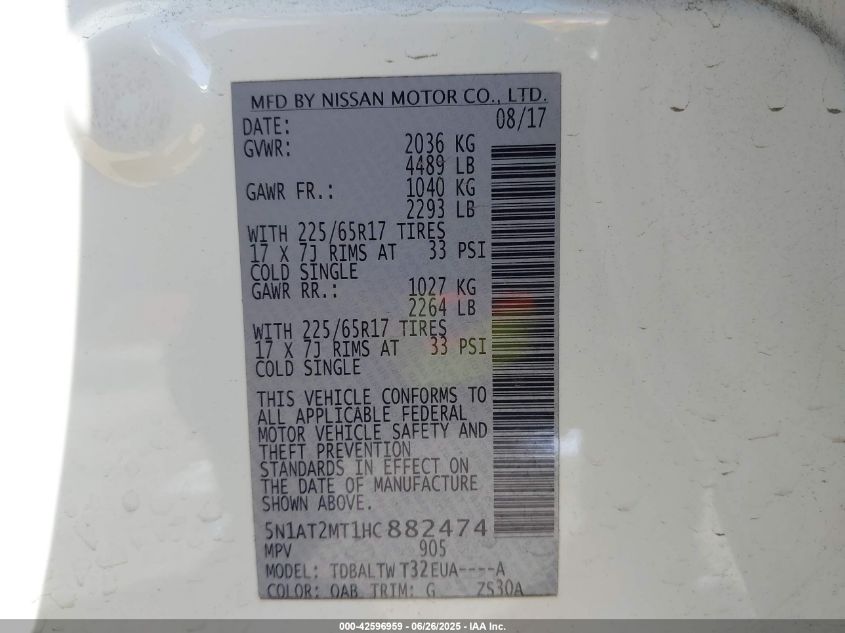 MFD BY NISSAN MOTOR CO., LTD.
DATE: 08/17
GVWR: 2036 KG
4489 LB
GAWR FR.: 1040 KG
2293 LB
WITH 225/65R17 TIRES
17 X 7J RIMS AT 33 PSI
COLD SINGLE
GAWR RR.: 1027 KG
2264 LB
WITH 225/65R17 TIRES
17 X 7J RIMS AT 33 PSI
COLD SINGLE
THIS VEHICLE CONFORMS TO
ALL APPLICABLE FEDERAL
MOTOR VEHICLE SAFETY AND
THEFT PREVENTION
STANDARDS IN EFFECT ON
THE DATE OF MANUFACTURE
SHOWN ABOVE.
5N1AT2MT1HC882474
MPV 905
MODEL: TDBALTW T32EUA----A
COLOR: QAB TRIM: G ZS30A
000-42596959 - 06/26/2025 - IAA Inc.